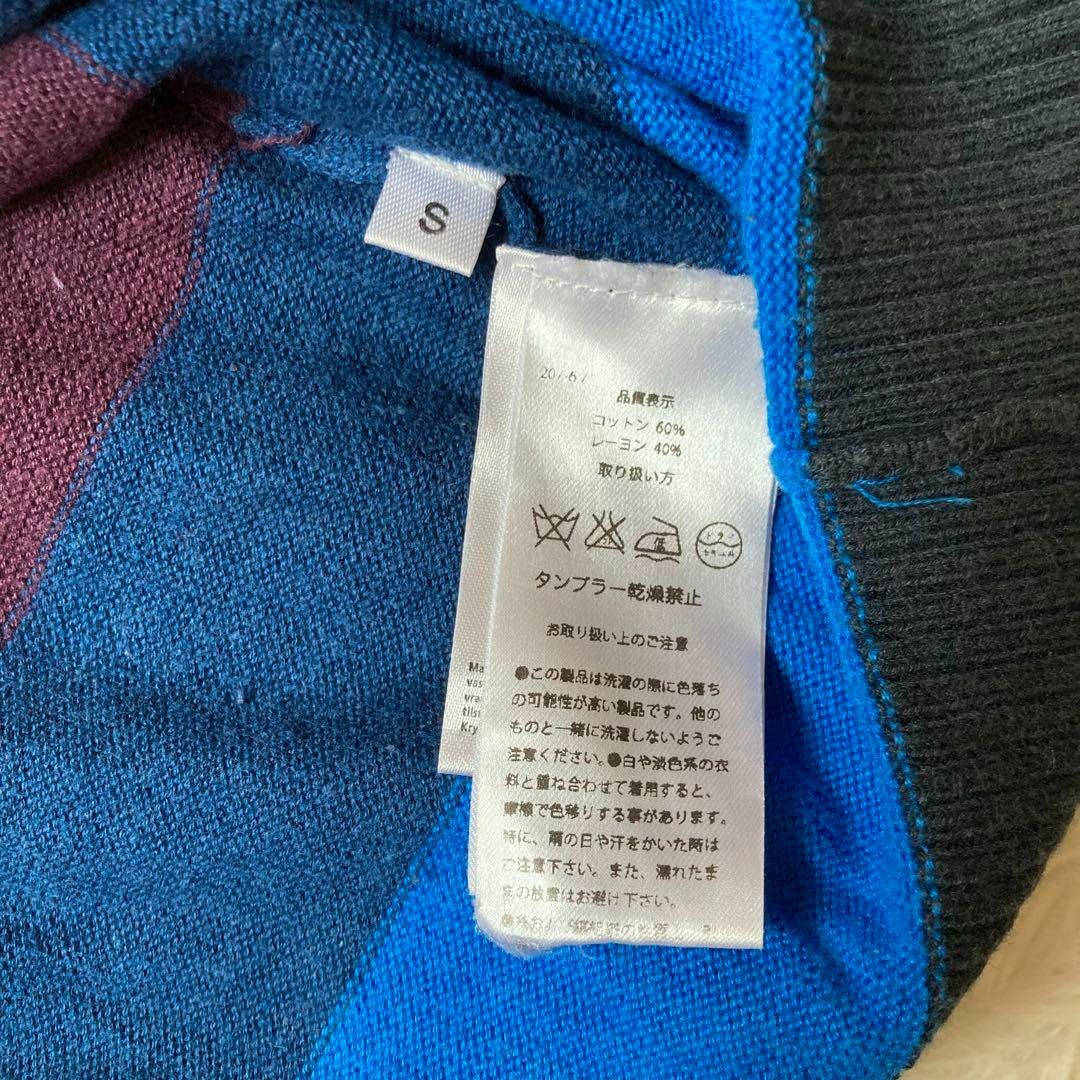 S
品質表示
コットン 60%
レーヨン 40%
取り扱い方
低
タンブラー乾燥禁止
お取り扱い上のご注意
●この製品は洗濯の際に色落ち
の可能性が高い製品です。他の
ものと一緒に洗濯しないようご
注意ください。●白や淡色系の衣
料と重ね合わせて着用すると、
摩擦で色移りする事があります。
特に、雨の日や汗をかいた時は
ご注意下さい。また、濡れたま
まの放置はお避け下さい。
Ma
vas
vra
tils
Kry